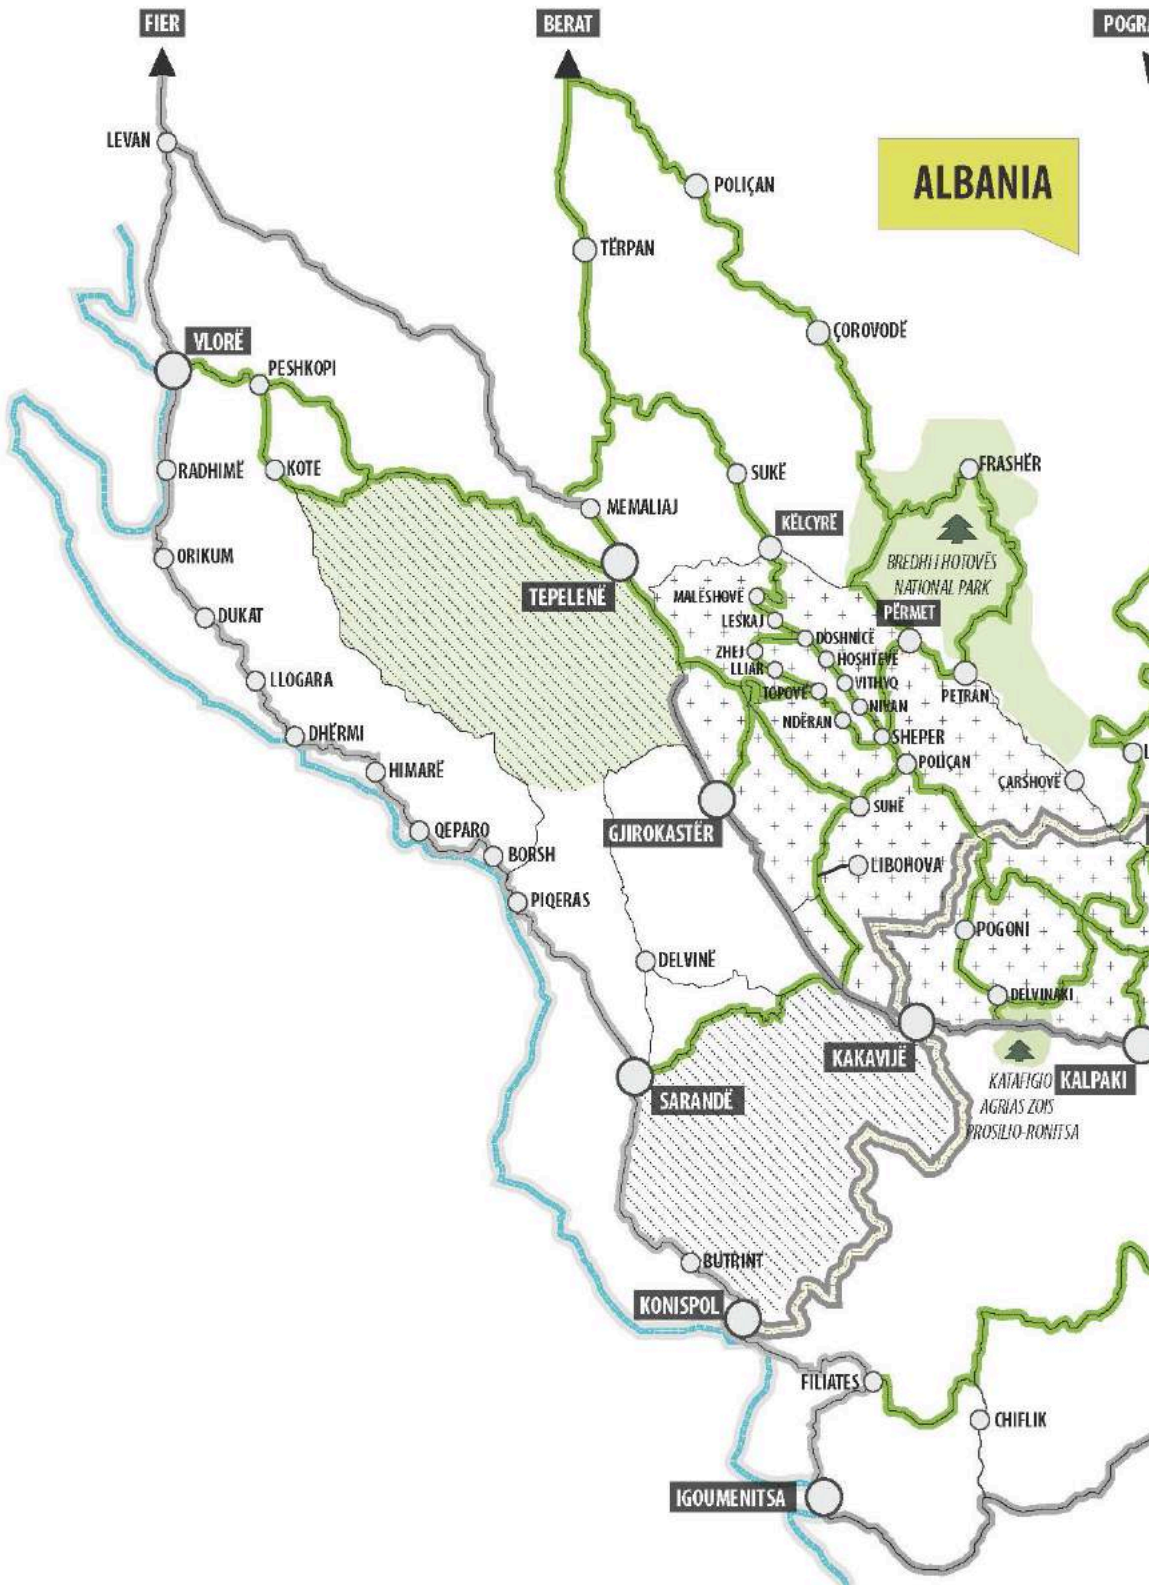 FIER
BERAT
POGRA
LEVAN
ALBANIA
POLIÇAN
TËRPAN
ÇOROVODË
VLORË
PESHKOPI
RADHIMË
KOTE
SUKË
FRASHËR
MEMALIAJ
KËLCYRË
ORIKUM
BREDHI I HOTOVËS
NATIONAL PARK
TEPELENË
MALËSHOVË
DUKAT
LESKAJ
PËRMET
DOSHNICË
ZHEJ
HOSHTEVË
LLIAR
LLOGARA
VITHYQ
TOPOVË
PETRAN
NIVAN
NDËRAN
DHËRMI
SHEPER
L
POLIÇAN
HIMARË
ÇARSHOVË
SUHË
GJIROKASTËR
QEPARO
BORSH
LIBOHOVA
PIQERAS
POGONI
DELVINË
DELVINAKI
KAKAVIJË
KATAFIGIO
AGRIAS ZOIS
PROSILIO-RONITSA
KALPAKI
SARANDË
BUTRINT
KONISPOL
FILIATES
CHIFLIK
IGOUMENITSA